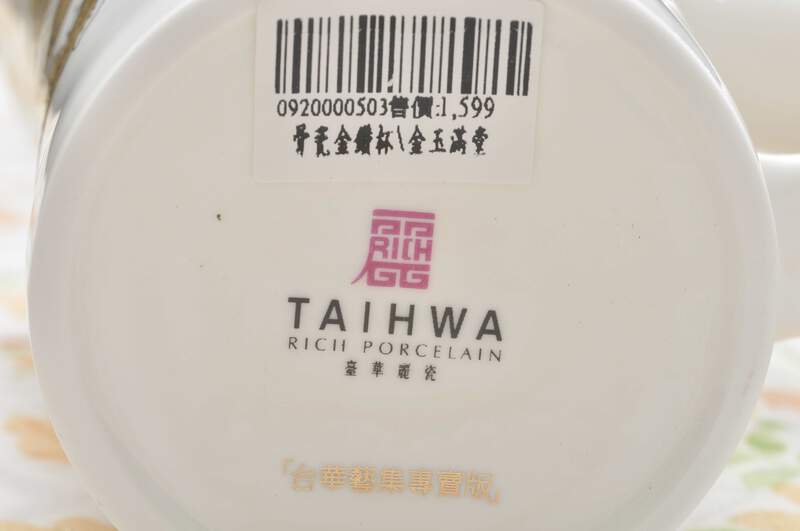 0920000503售價:1,599
骨瓷金鑽杯\金玉滿堂
RICH
TAIHWA
RICH PORCELAIN
臺華麗瓷
「台華藝集專賣版」